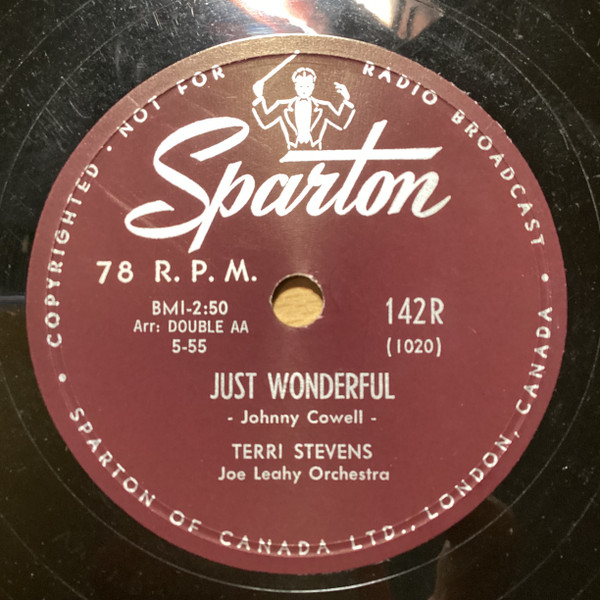 COPYRIGHTED · NOT FOR RADIO BROADCAST ·
Sparton
78 R. P. M.
BMI-2:50
Arr: DOUBLE AA
5-55
142R
(1020)
JUST WONDERFUL
- Johnny Cowell -
TERRI STEVENS
Joe Leahy Orchestra
· SPARTON OF CANADA LTD., LONDON, CANADA